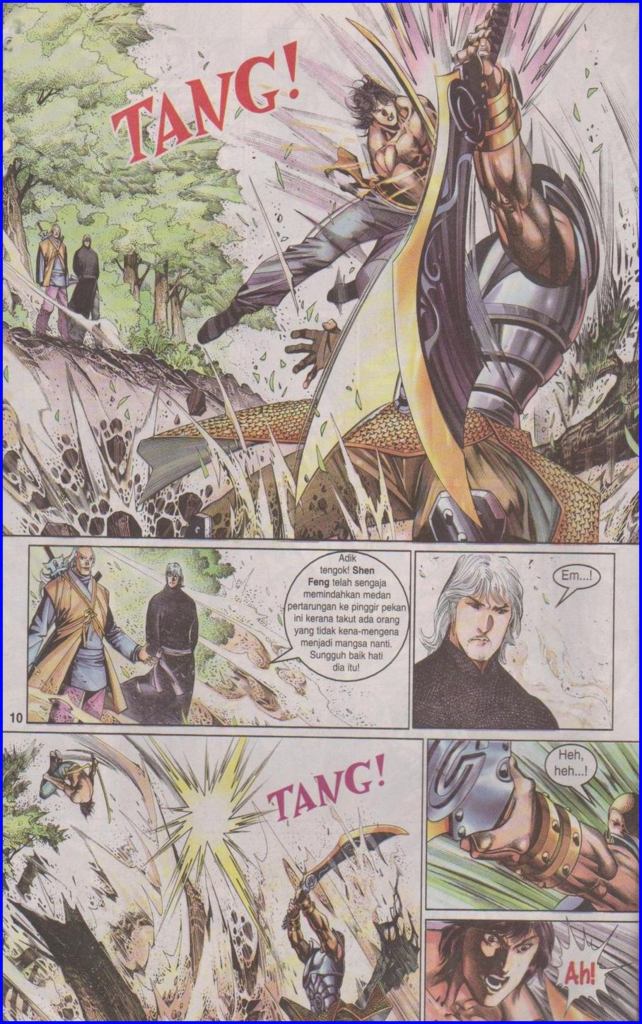 TANG!
Adik
tengok! Shen
Feng telah sengaja
memindahkan medan
pertarungan ke pinggir pekan
ini kerana takut ada orang
yang tidak kena-mengena
menjadi mangsa nanti.
Sungguh baik hati
dia itu!
Em...!
10
TANG!
Heh,
heh...!
Ah!